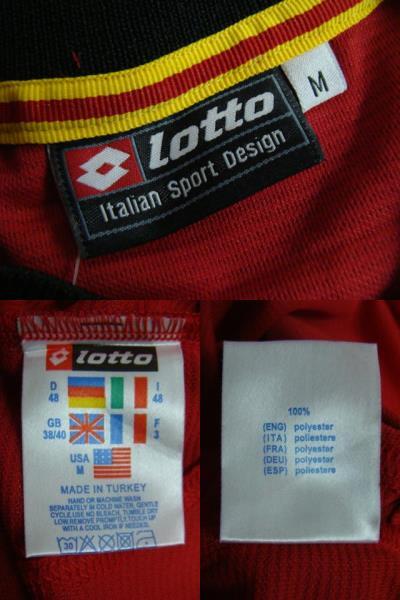 lotto
M
Italian Sport Design
lotto
D
48
I
48
GB
38/40
F
3
USA
M
MADE IN TURKEY
HAND OR MACHINE WASH
SEPARATELY IN COLD WATER, GENTLE
CYCLE.USE NO BLEACH, TUMBLE DRY
LOW.REMOVE PROMPTLY.TOUCH UP
WITH A COOL IRON IF NEEDED.
30
100%
(ENG) polyester
(ITA) poliestere
(FRA) polyester
(DEU) polyester
(ESP) poliestere